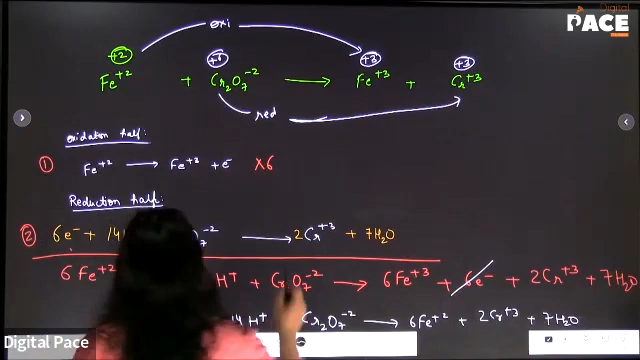 Digital
PACE
oxi
+2 +6 +3 +3
Fe⁺² + Cr₂O₇⁻² → Fe⁺³ + Cr⁺³
red
oxidation half:
① Fe⁺² → Fe⁺³ + e⁻ ×6
Reduction half:
② 6e⁻ + 14 O₇⁻² → 2Cr⁺³ + 7H₂O
6Fe⁺² H⁺ + Cr₂O₇⁻² → 6Fe⁺³ + 6e⁻ + 2Cr⁺³ + 7H₂O
14H⁺ Cr₂O₇⁻² → 6Fe⁺² + 2Cr⁺³ + 7H₂O
Digital Pace